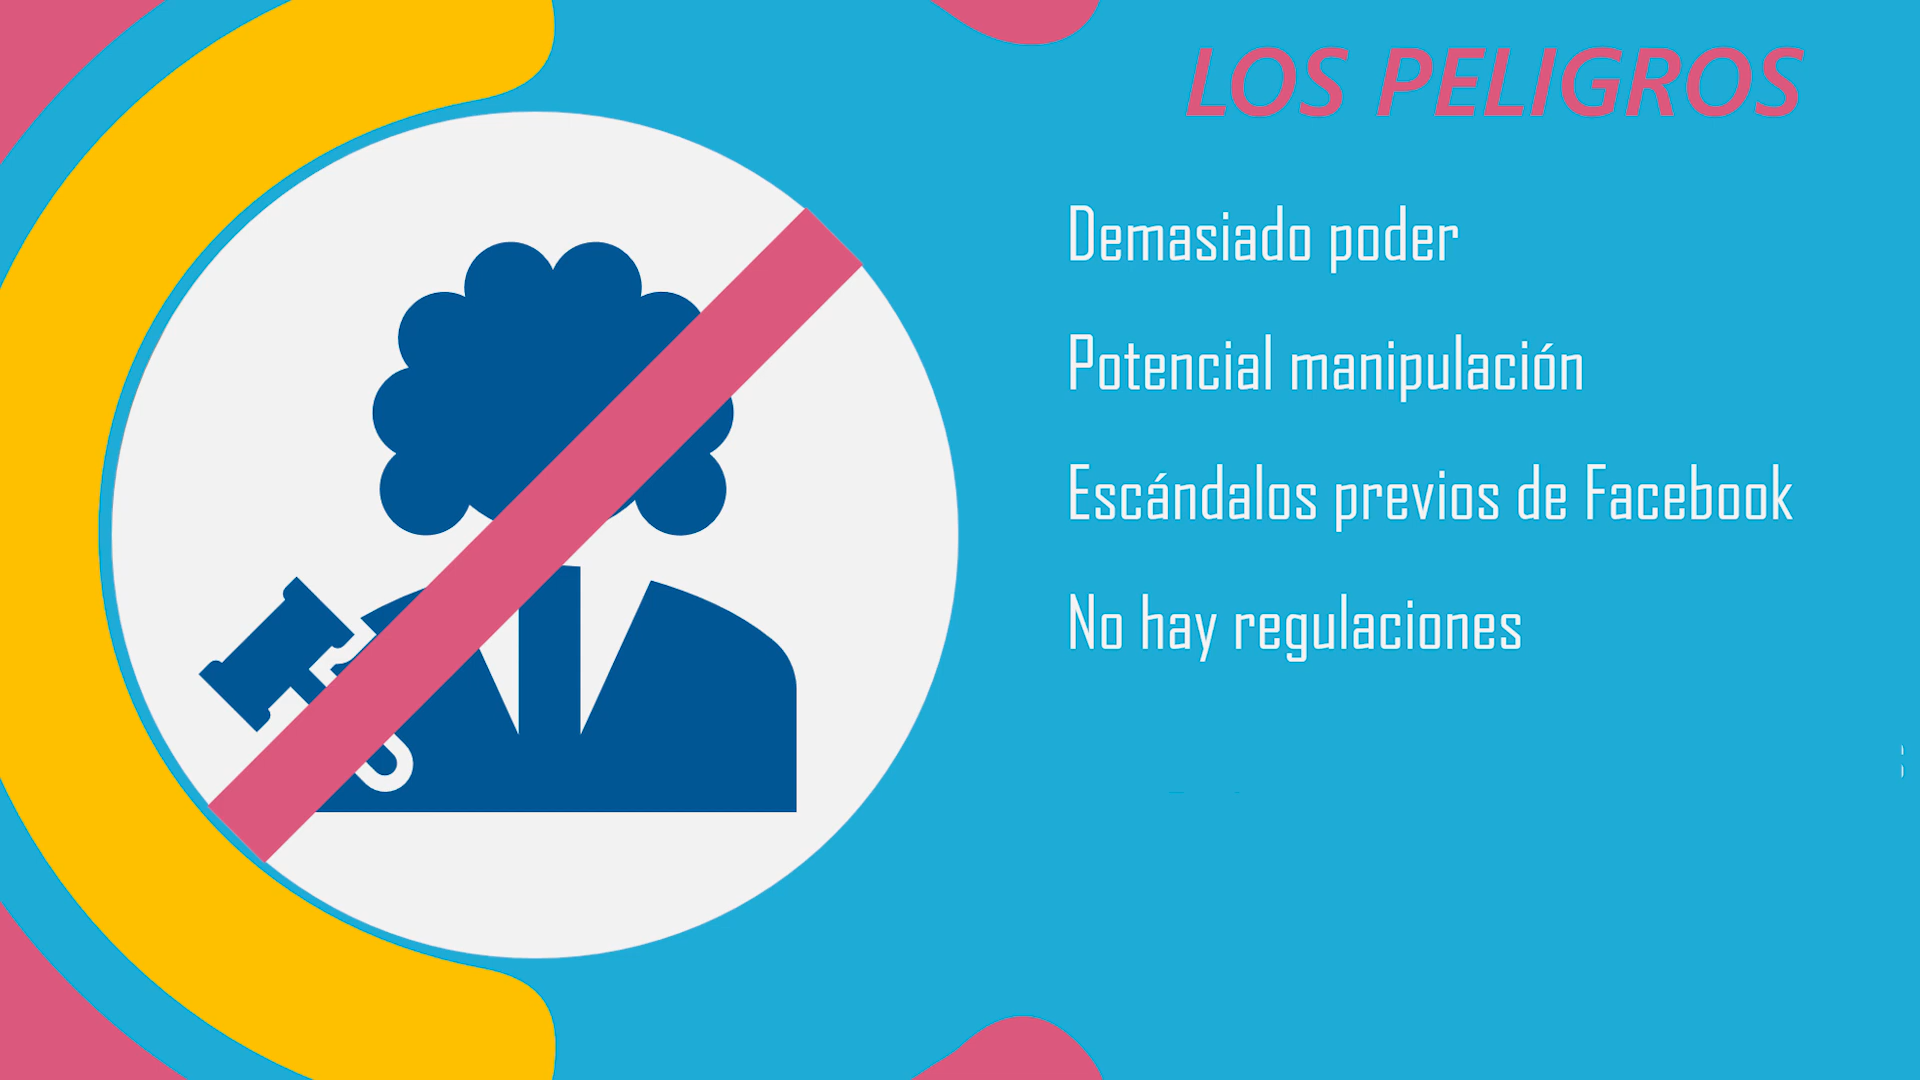 LOS PELIGROS
Demasiado poder
Potencial manipulación
Escándalos previos de Facebook
No hay regulaciones